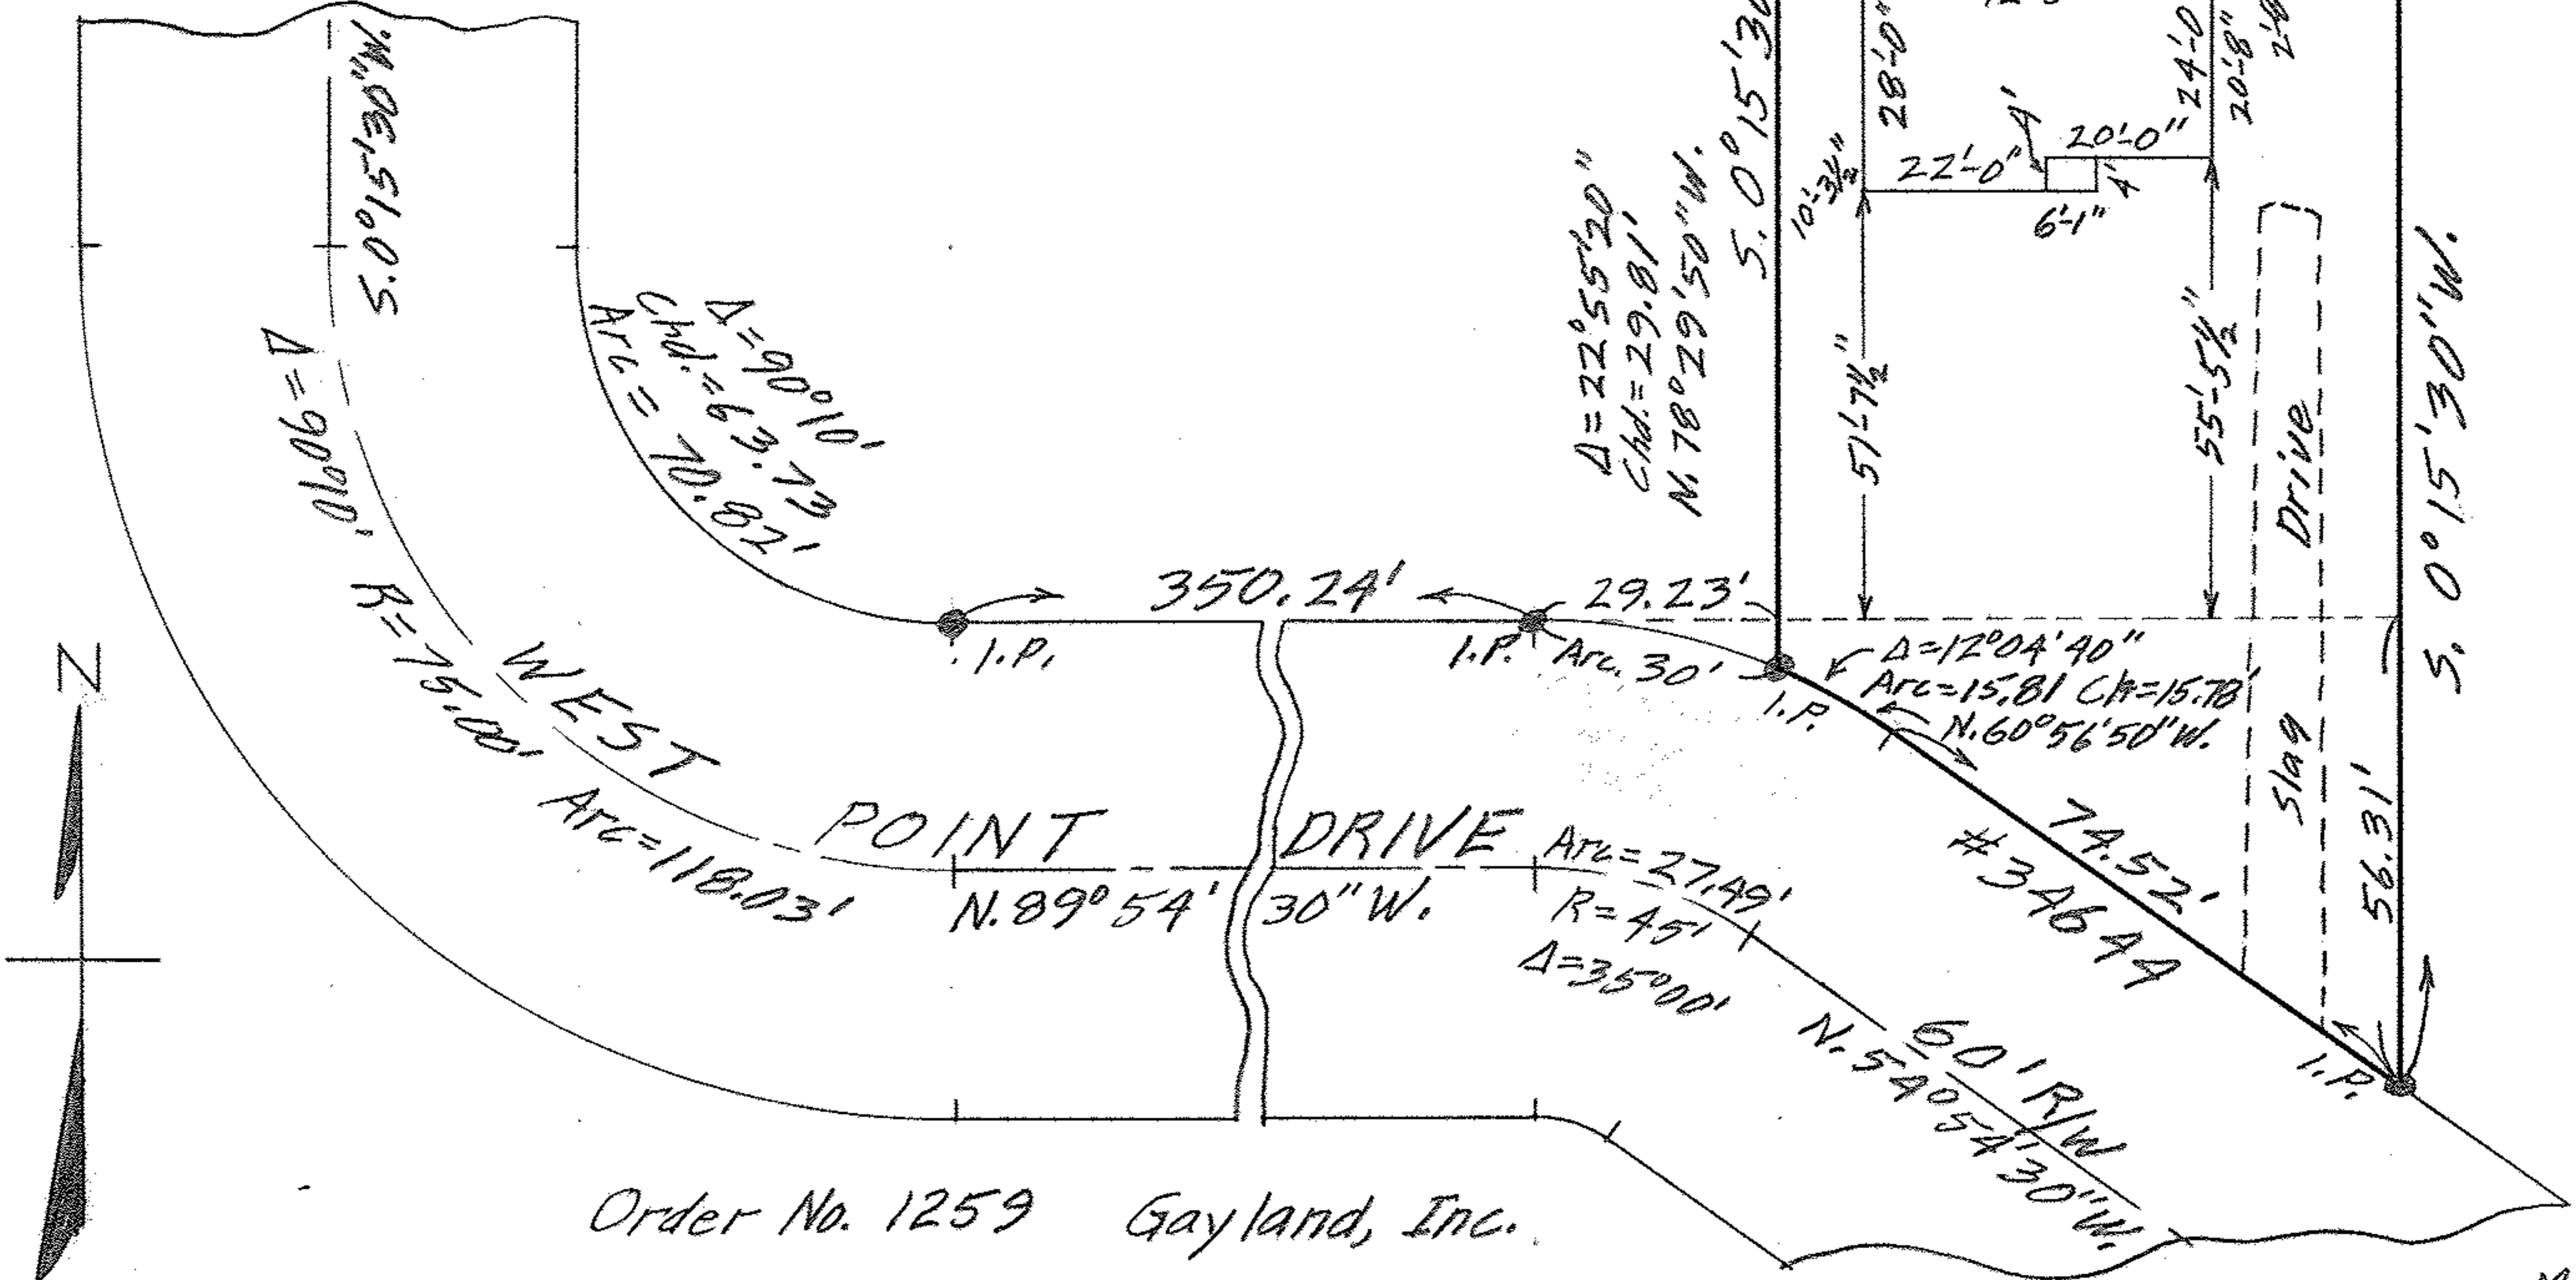 S. 0°15'30"W.
Δ=90°10'
Chd.=63.73
Arc = 70.82'
Δ=90°10' R=75.00' Arc=118.03'
Δ=22°55'20"
Chd.=29.81'
N.78°29'50"W.
S. 0°15'30
28'-0"
24'-0
20'-8"
2'-8
4'
20'-0"
22'-0"
4'
6'-1"
10'-3½"
51'-7½"
55'-5½"
Drive
Slag
S. 0°15'30"W.
350.24'
29.23'
I.P.
I.P.
Arc. 30'
I.P.
Δ=12°04'40"
Arc=15.81 Ch=15.78'
N.60°56'50"W.
74.52'
#34644
56.31'
I.P.
N
WEST POINT DRIVE
N.89°54'30"W.
Arc=27.49'
R=45'
Δ=35°00'
60' R/W
N.54°54'30"W.
Order No. 1259 Gayland, Inc.